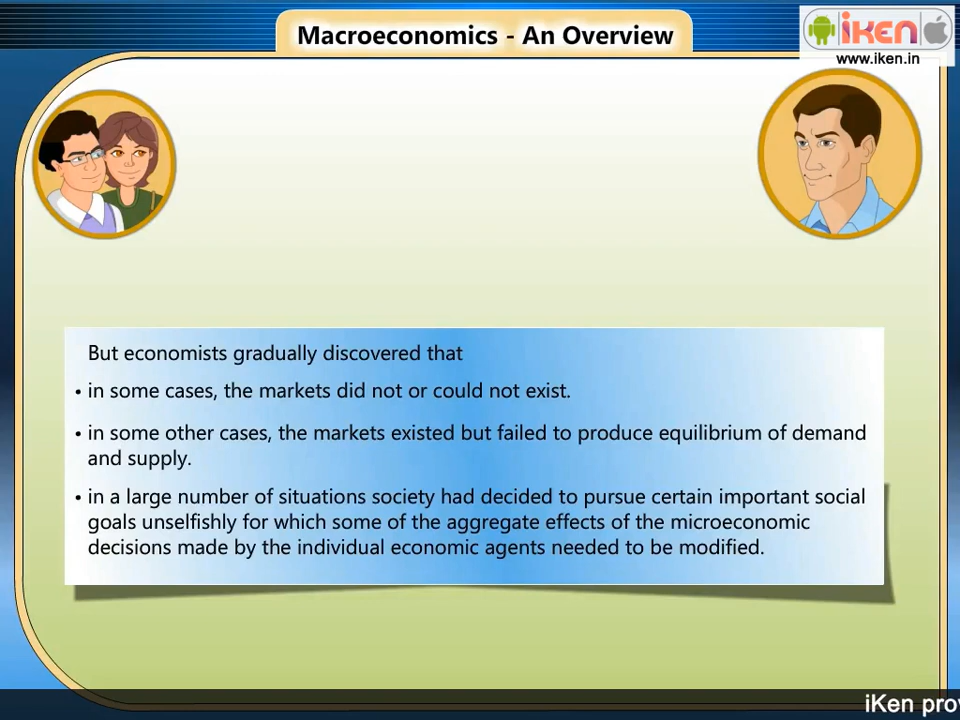 Macroeconomics - An Overview
iKEN
www.iken.in
But economists gradually discovered that
• in some cases, the markets did not or could not exist.
• in some other cases, the markets existed but failed to produce equilibrium of demand
and supply.
• in a large number of situations society had decided to pursue certain important social
goals unselfishly for which some of the aggregate effects of the microeconomic
decisions made by the individual economic agents needed to be modified.
iKen